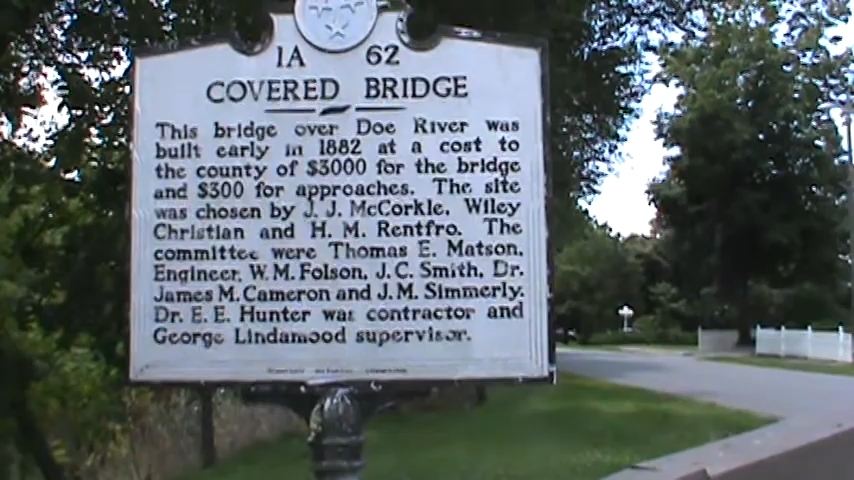 1A 62
COVERED BRIDGE
This bridge over Doe River was
built early in 1882 at a cost to
the county of $3000 for the bridge
and $300 for approaches. The site
was chosen by J. J. McCorkle, Wiley
Christian and H. M. Rentfro. The
committee were Thomas E. Matson,
Engineer, W.M. Folson, J.C. Smith, Dr.
James M. Cameron and J.M. Simmerly.
Dr. E. E. Hunter was contractor and
George Lindamood supervisor.